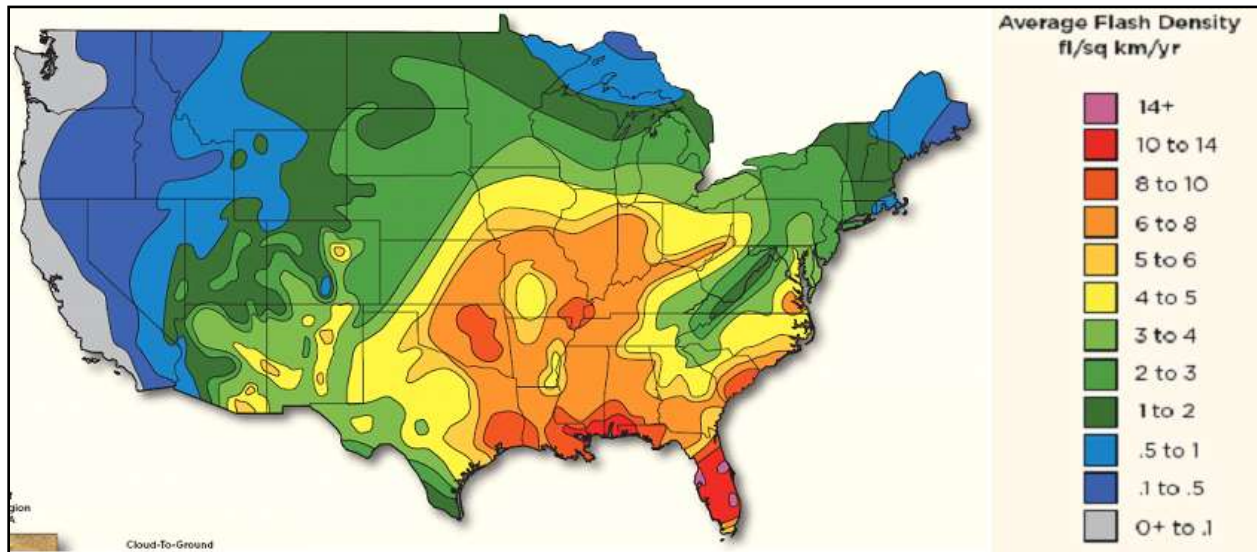 Average Flash Density
fl/sq km/yr
14+
10 to 14
8 to 10
6 to 8
5 to 6
4 to 5
3 to 4
2 to 3
1 to 2
.5 to 1
.1 to .5
0+ to .1
gion
Cloud-To-Ground